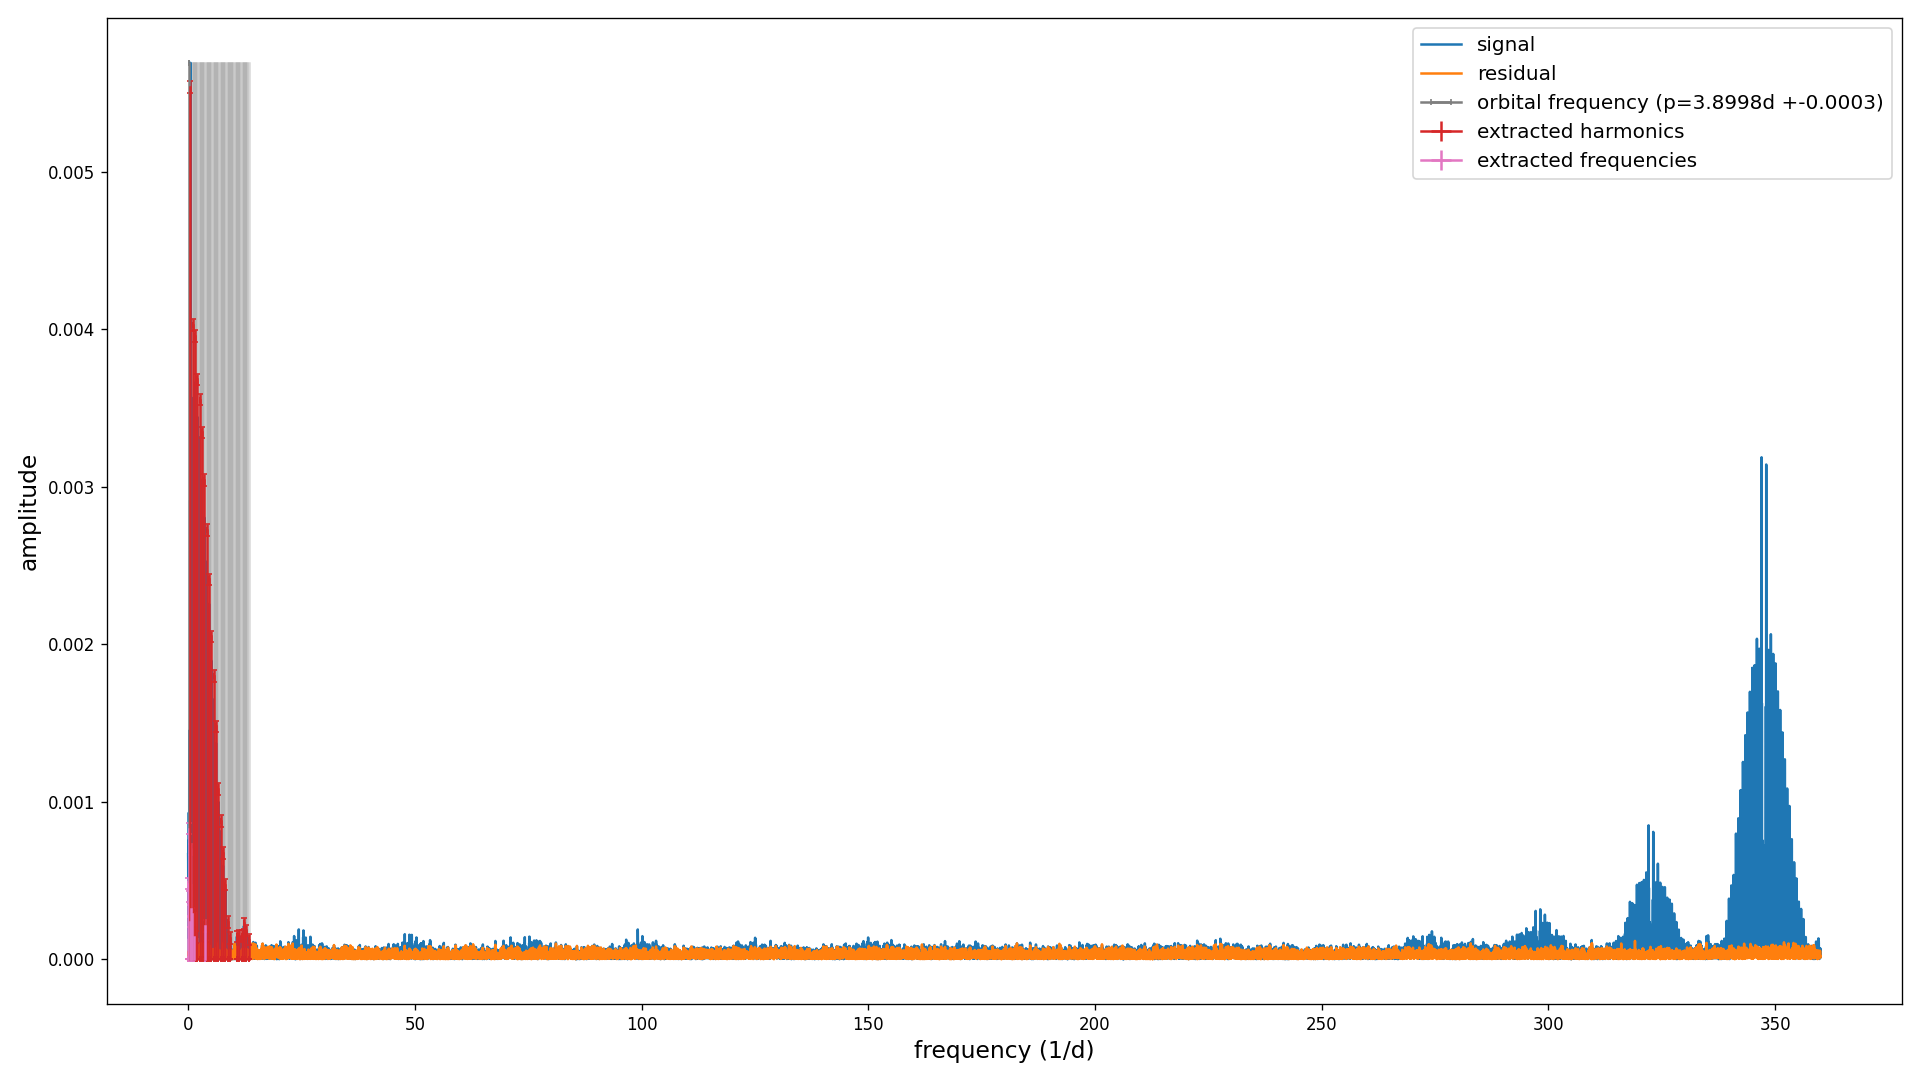 signal
residual
orbital frequency (p=3.8998d +-0.0003)
extracted harmonics
extracted frequencies
0.005
0.004
0.003
0.002
0.001
0.000
amplitude
0 50 100 150 200 250 300 350
frequency (1/d)